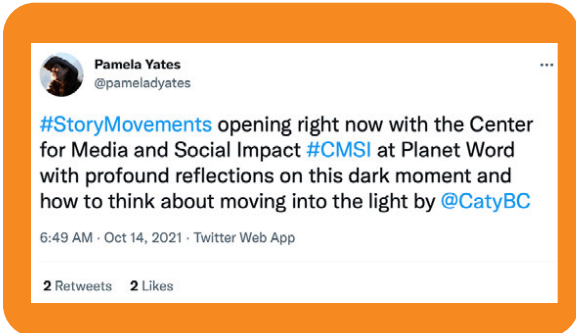 Pamela Yates
@pameladyates
#StoryMovements opening right now with the Center
for Media and Social Impact #CMSI at Planet Word
with profound reflections on this dark moment and
how to think about moving into the light by @CatyBC
6:49 AM · Oct 14, 2021 · Twitter Web App
2 Retweets 2 Likes